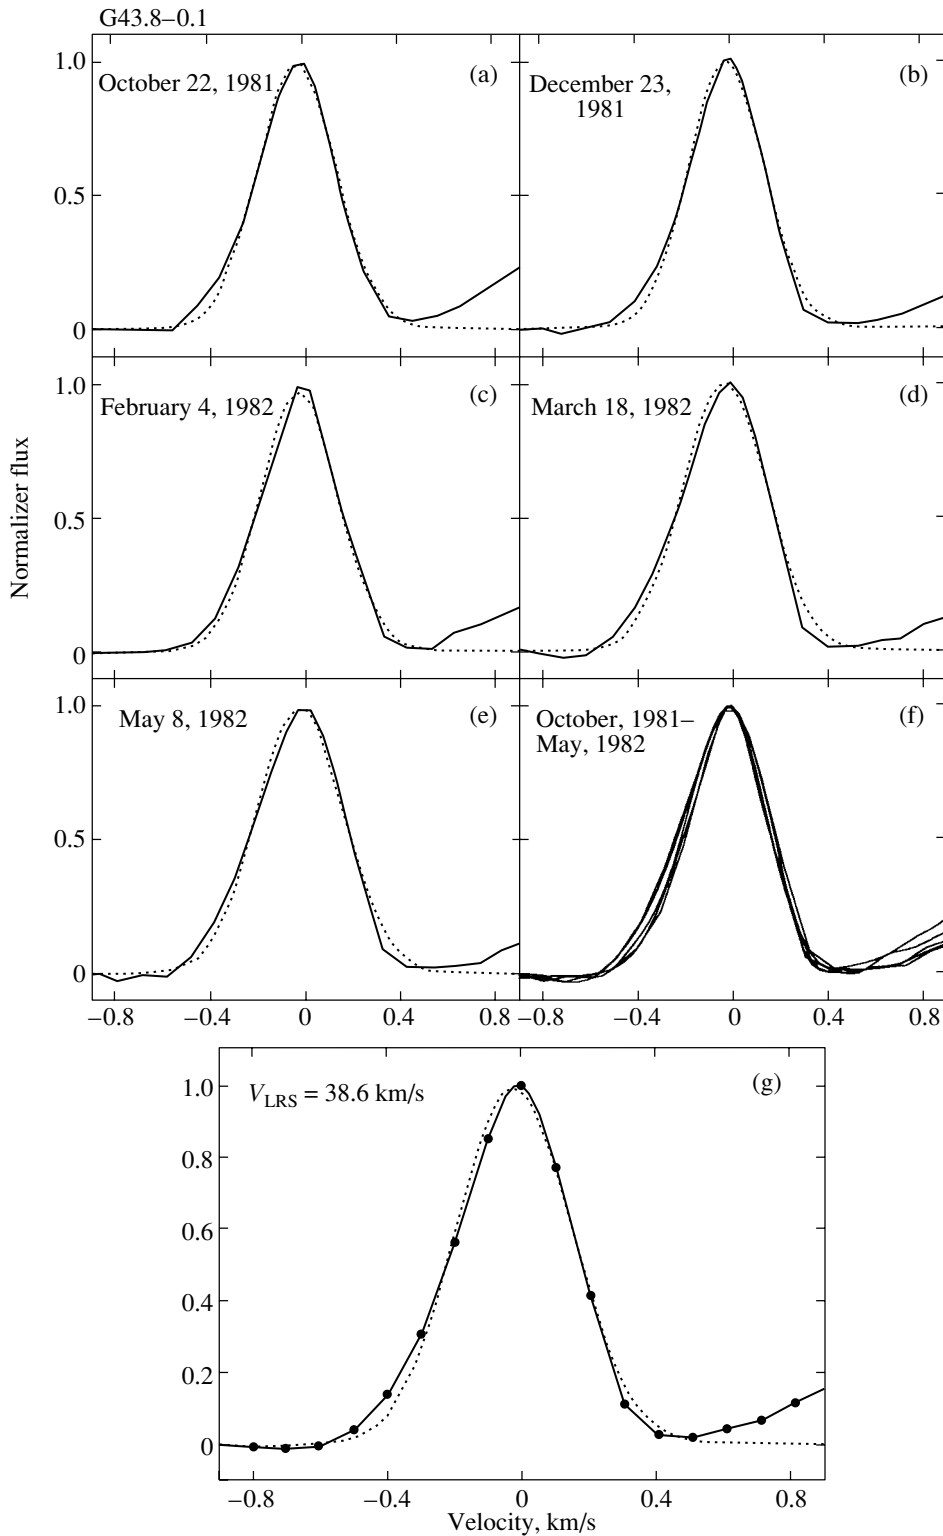 G43.8–0.1
1.0
October 22, 1981
(a)
December 23,
1981
(b)
0.5
0
1.0
February 4, 1982
(c)
March 18, 1982
(d)
Normalizer flux
0.5
0
1.0
May 8, 1982
(e)
October, 1981–
May, 1982
(f)
0.5
0
–0.8 –0.4 0 0.4 0.8 –0.8 –0.4 0 0.4 0.8
1.0
V_LRS = 38.6 km/s
(g)
0.8
0.6
0.4
0.2
0
–0.8 –0.4 0 0.4 0.8
Velocity, km/s